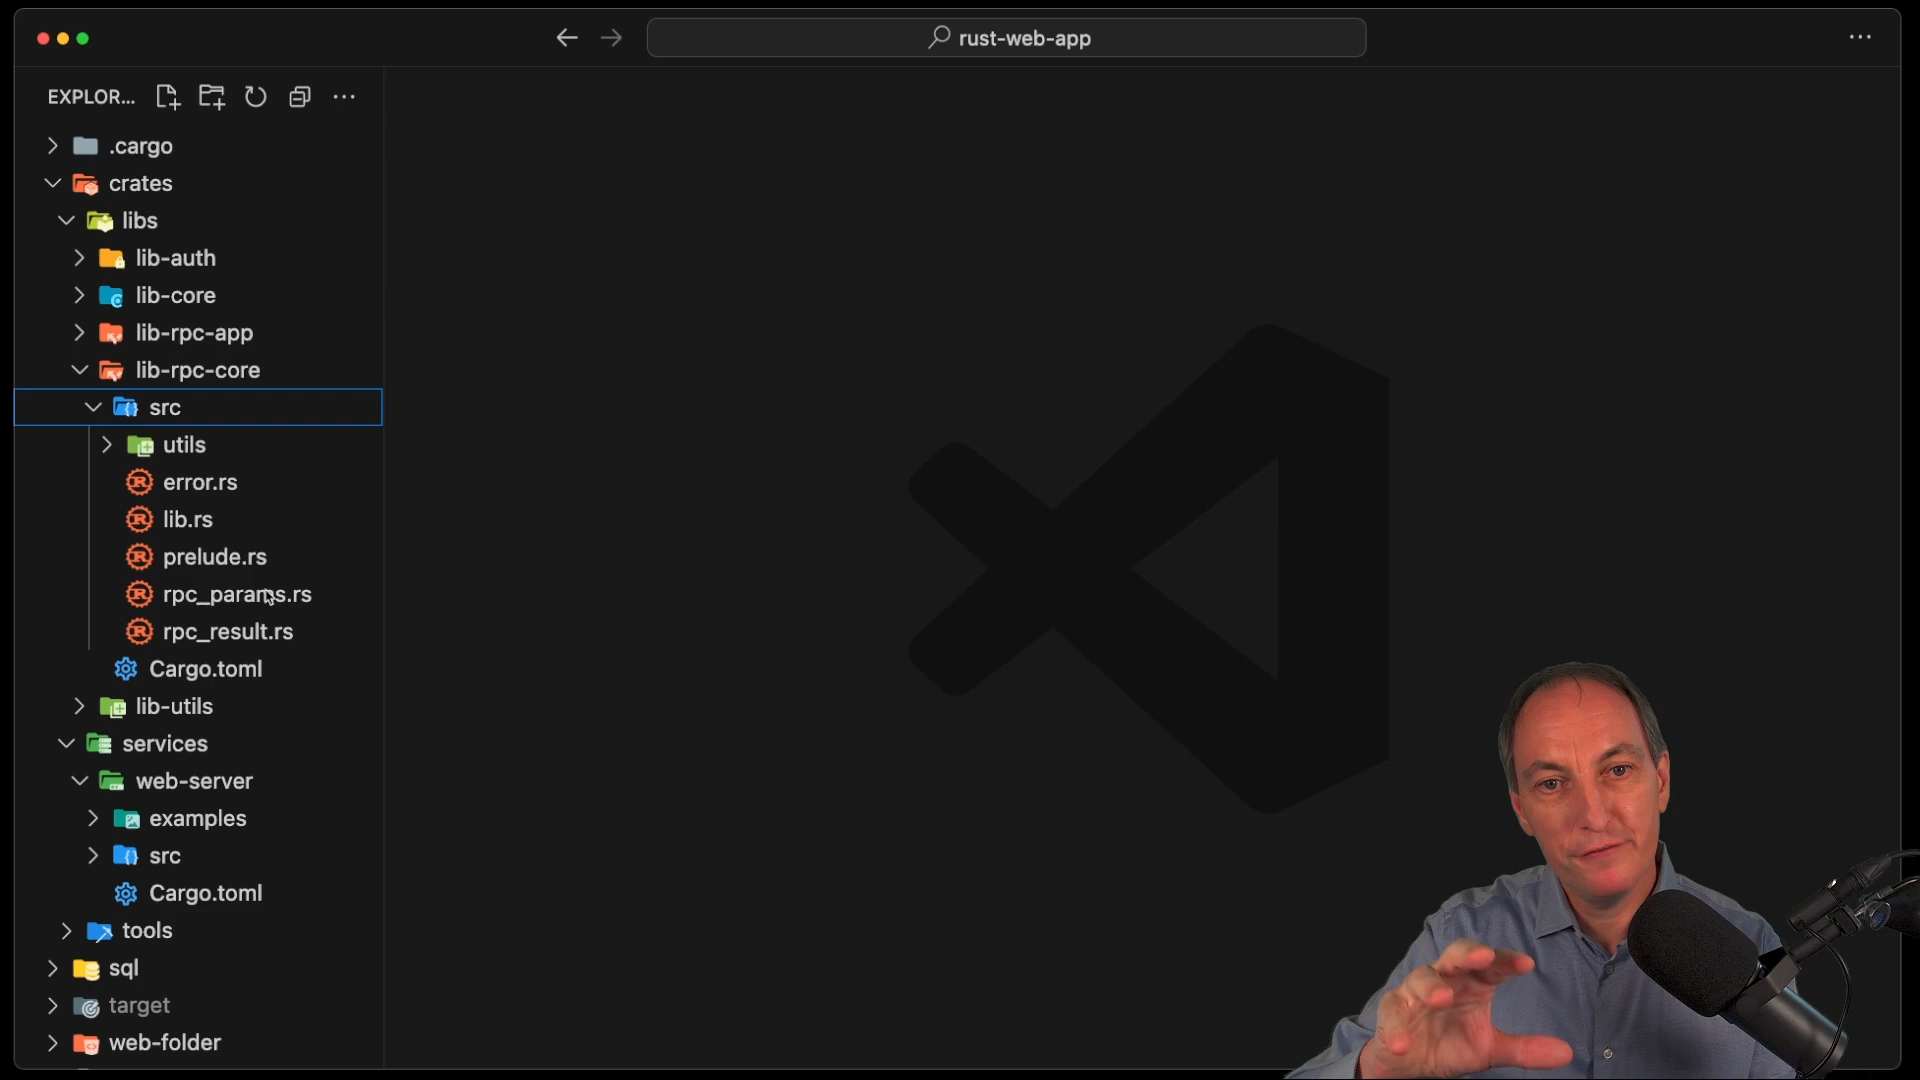 rust-web-app
EXPLOR...
.cargo
crates
libs
lib-auth
lib-core
lib-rpc-app
lib-rpc-core
src
utils
error.rs
lib.rs
prelude.rs
rpc_params.rs
rpc_result.rs
Cargo.toml
lib-utils
services
web-server
examples
src
Cargo.toml
tools
sql
target
web-folder